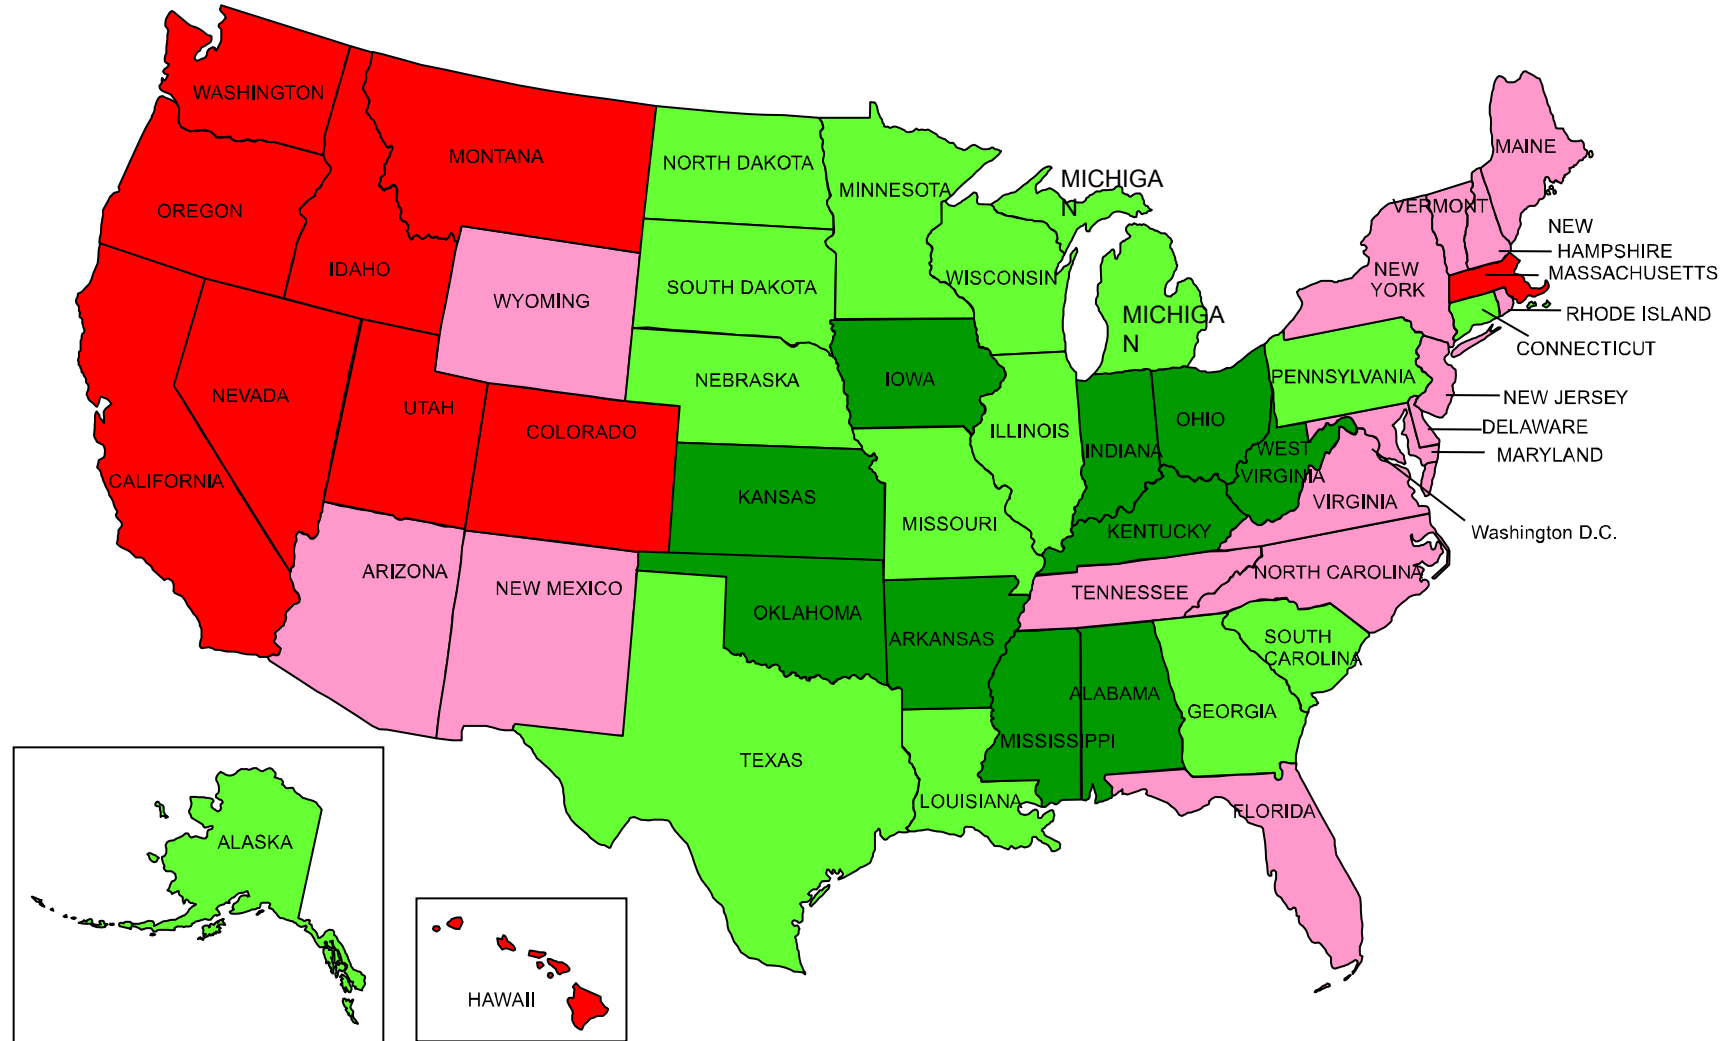 WASHINGTON
MONTANA
NORTH DAKOTA
MINNESOTA
MICHIGA
N
MAINE
OREGON
IDAHO
WYOMING
SOUTH DAKOTA
WISCONSIN
MICHIGA
N
VERMONT
NEW
HAMPSHIRE
MASSACHUSETTS
NEW
YORK
RHODE ISLAND
CONNECTICUT
NEVADA
UTAH
COLORADO
NEBRASKA
IOWA
ILLINOIS
INDIANA
OHIO
PENNSYLVANIA
NEW JERSEY
DELAWARE
MARYLAND
CALIFORNIA
KANSAS
MISSOURI
KENTUCKY
WEST
VIRGINIA
VIRGINIA
Washington D.C.
ARIZONA
NEW MEXICO
OKLAHOMA
ARKANSAS
TENNESSEE
NORTH CAROLINA
SOUTH
CAROLINA
TEXAS
LOUISIANA
MISSISSIPPI
ALABAMA
GEORGIA
FLORIDA
ALASKA
HAWAII